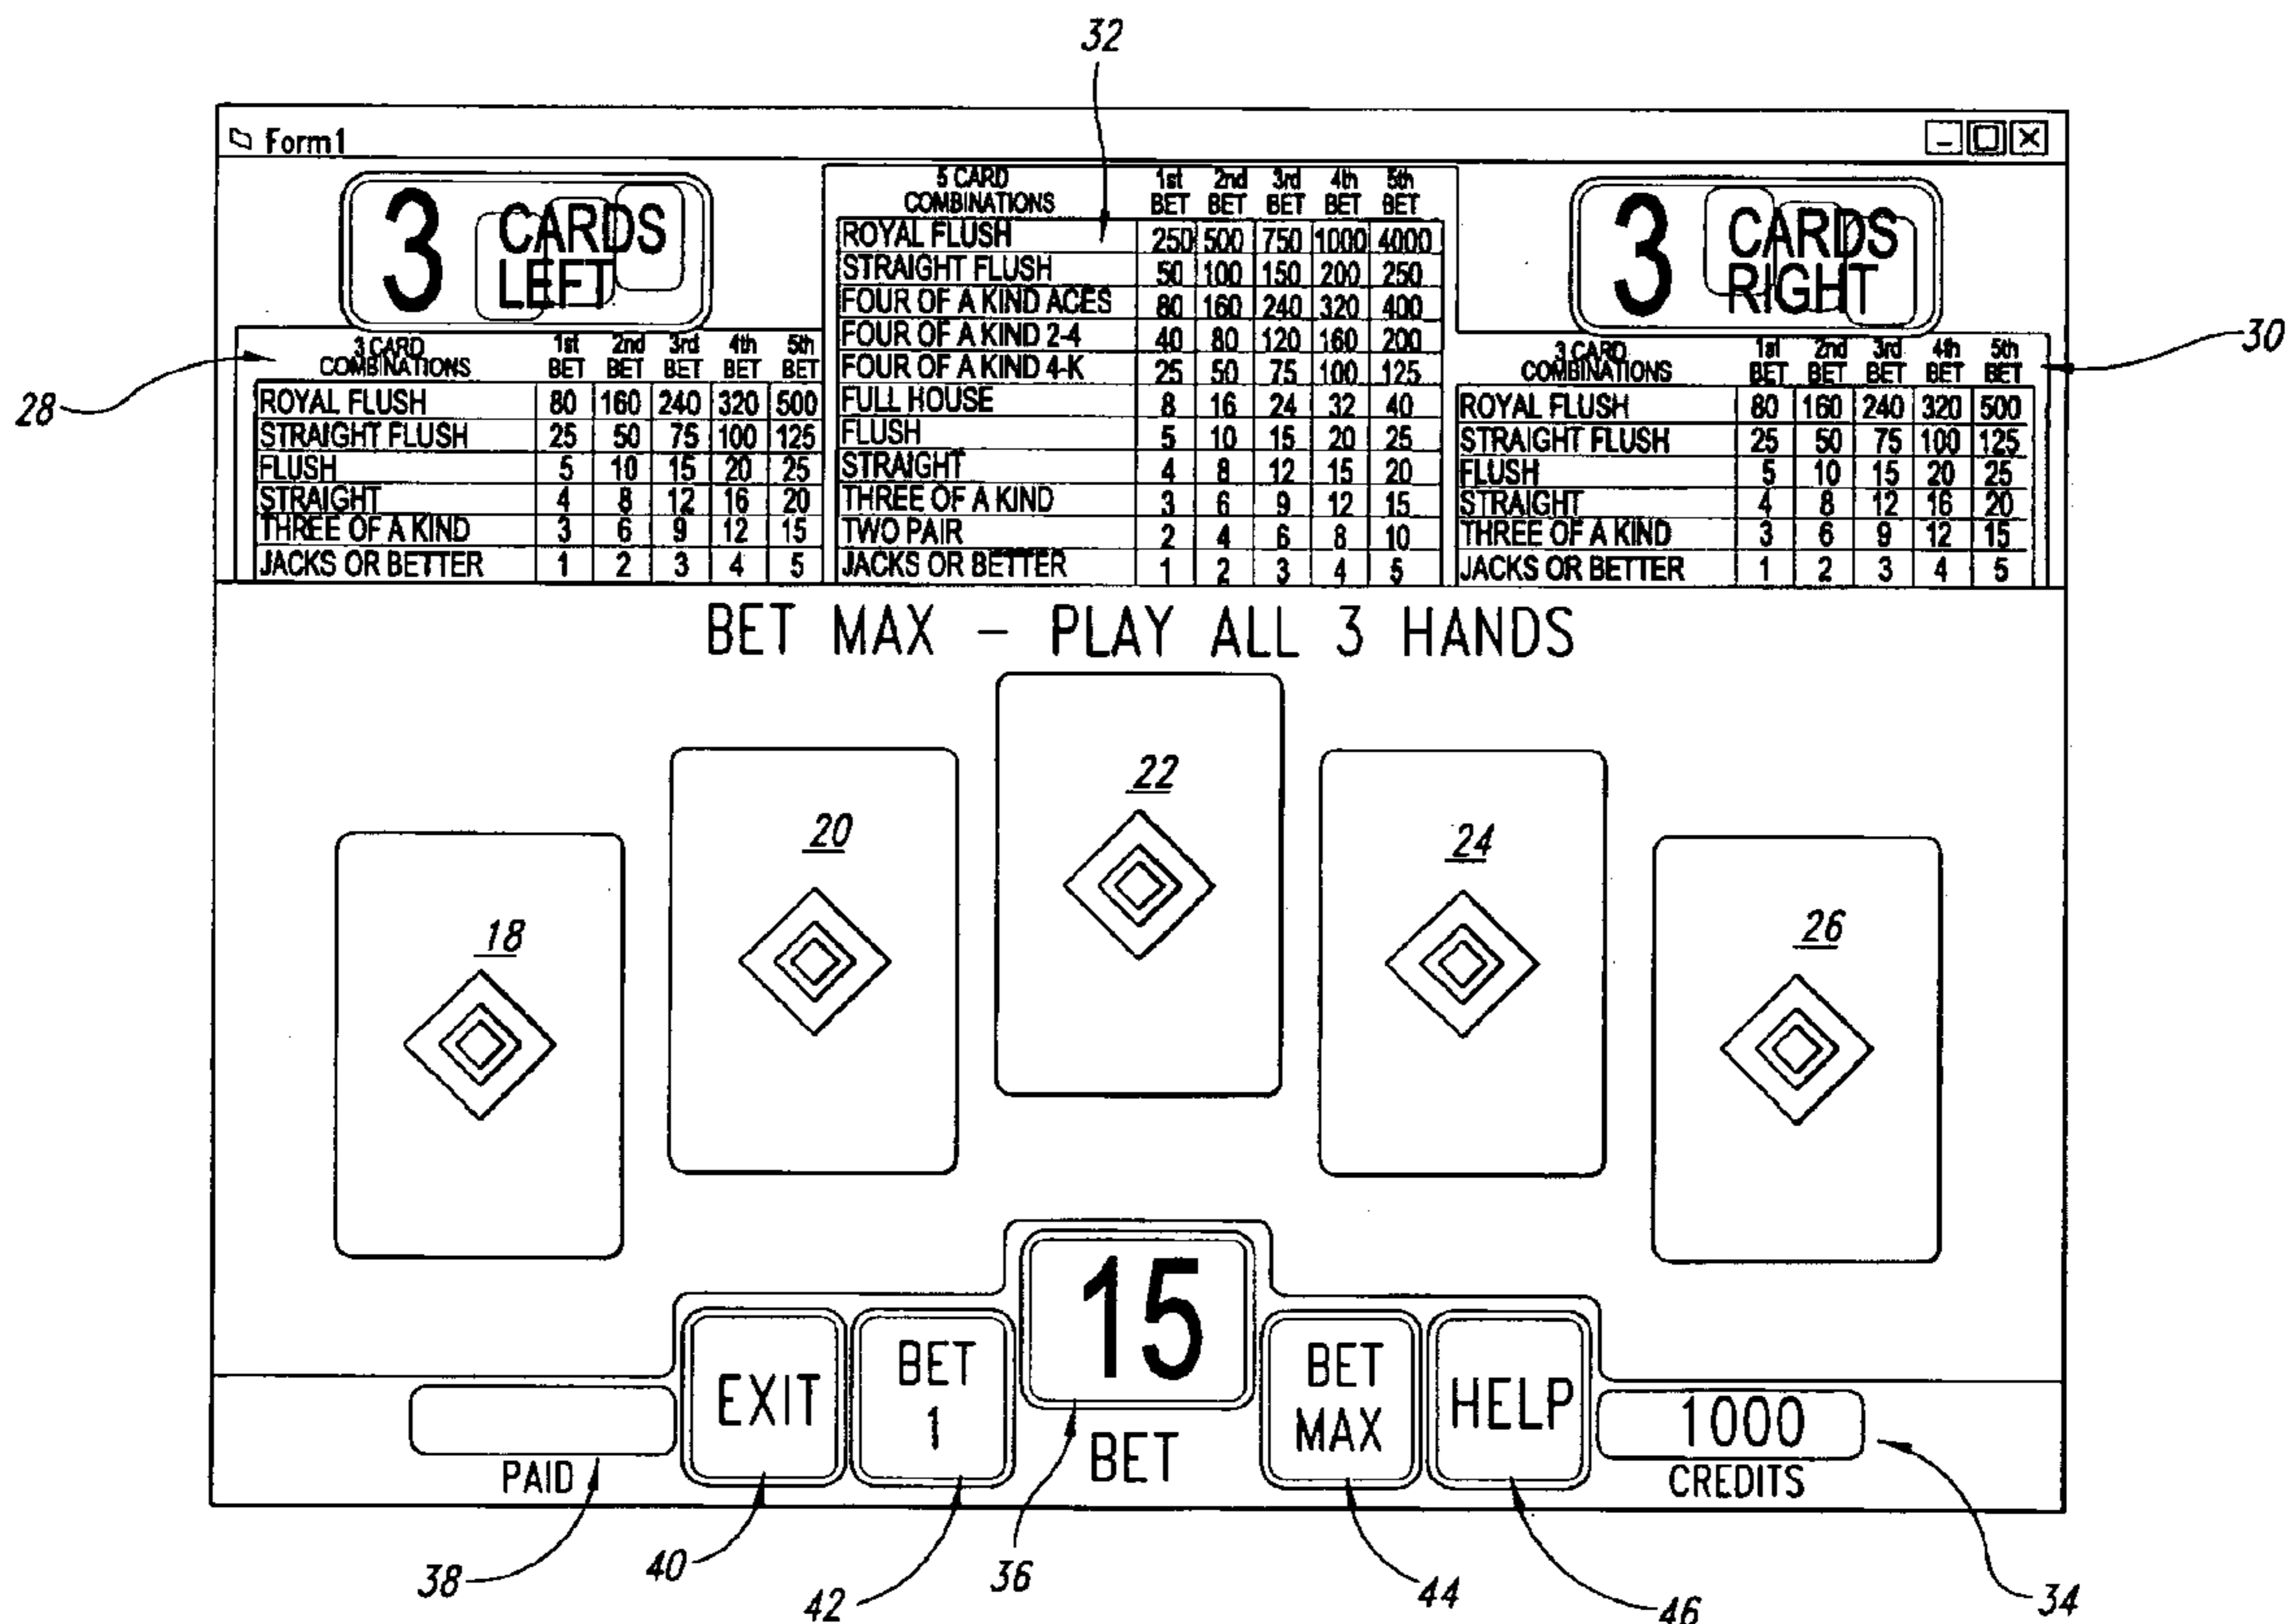 32
Form1
3 CARDS LEFT
5 CARD COMBINATIONS 1st BET 2nd BET 3rd BET 4th BET 5th BET
ROYAL FLUSH 250 500 750 1000 4000
STRAIGHT FLUSH 50 100 150 200 250
FOUR OF A KIND ACES 80 160 240 320 400
FOUR OF A KIND 2-4 40 80 120 160 200
FOUR OF A KIND 4-K 25 50 75 100 125
FULL HOUSE 8 16 24 32 40
FLUSH 5 10 15 20 25
STRAIGHT 4 8 12 15 20
THREE OF A KIND 3 6 9 12 15
TWO PAIR 2 4 6 8 10
JACKS OR BETTER 1 2 3 4 5
3 CARDS RIGHT
28
3 CARD COMBINATIONS 1st BET 2nd BET 3rd BET 4th BET 5th BET
ROYAL FLUSH 80 160 240 320 500
STRAIGHT FLUSH 25 50 75 100 125
FLUSH 5 10 15 20 25
STRAIGHT 4 8 12 16 20
THREE OF A KIND 3 6 9 12 15
JACKS OR BETTER 1 2 3 4 5
30
3 CARD COMBINATIONS 1st BET 2nd BET 3rd BET 4th BET 5th BET
ROYAL FLUSH 80 160 240 320 500
STRAIGHT FLUSH 25 50 75 100 125
FLUSH 5 10 15 20 25
STRAIGHT 4 8 12 16 20
THREE OF A KIND 3 6 9 12 15
JACKS OR BETTER 1 2 3 4 5
BET MAX - PLAY ALL 3 HANDS
18
20
22
24
26
PAID
EXIT
BET 1
15
BET
BET MAX
HELP
1000
CREDITS
38
40
42
36
44
46
34